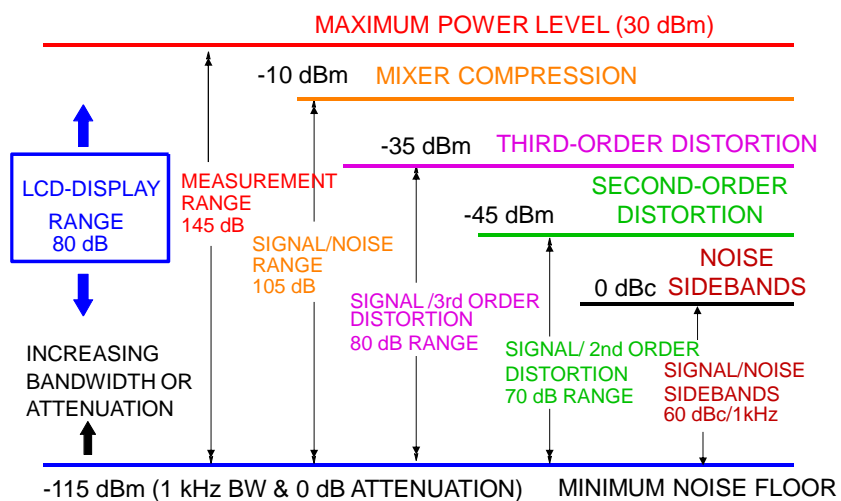 MAXIMUM POWER LEVEL (30 dBm)
-10 dBm
MIXER COMPRESSION
-35 dBm
THIRD-ORDER DISTORTION
LCD-DISPLAY
RANGE
80 dB
MEASUREMENT
RANGE
145 dB
SECOND-ORDER
DISTORTION
-45 dBm
SIGNAL/NOISE
RANGE
105 dB
NOISE
SIDEBANDS
0 dBc
SIGNAL /3rd ORDER
DISTORTION
80 dB RANGE
SIGNAL/ 2nd ORDER
DISTORTION
70 dB RANGE
SIGNAL/NOISE
SIDEBANDS
60 dBc/1kHz
INCREASING
BANDWIDTH OR
ATTENUATION
-115 dBm (1 kHz BW & 0 dB ATTENUATION)
MINIMUM NOISE FLOOR